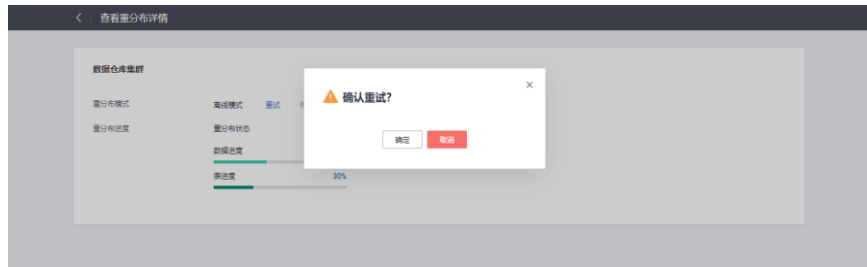 查看重分布详情
数据仓库集群
确认重试?
重分布模式 离线模式 重试
重分布进度 重分布状态
确定 取消
数据进度
表进度 30%